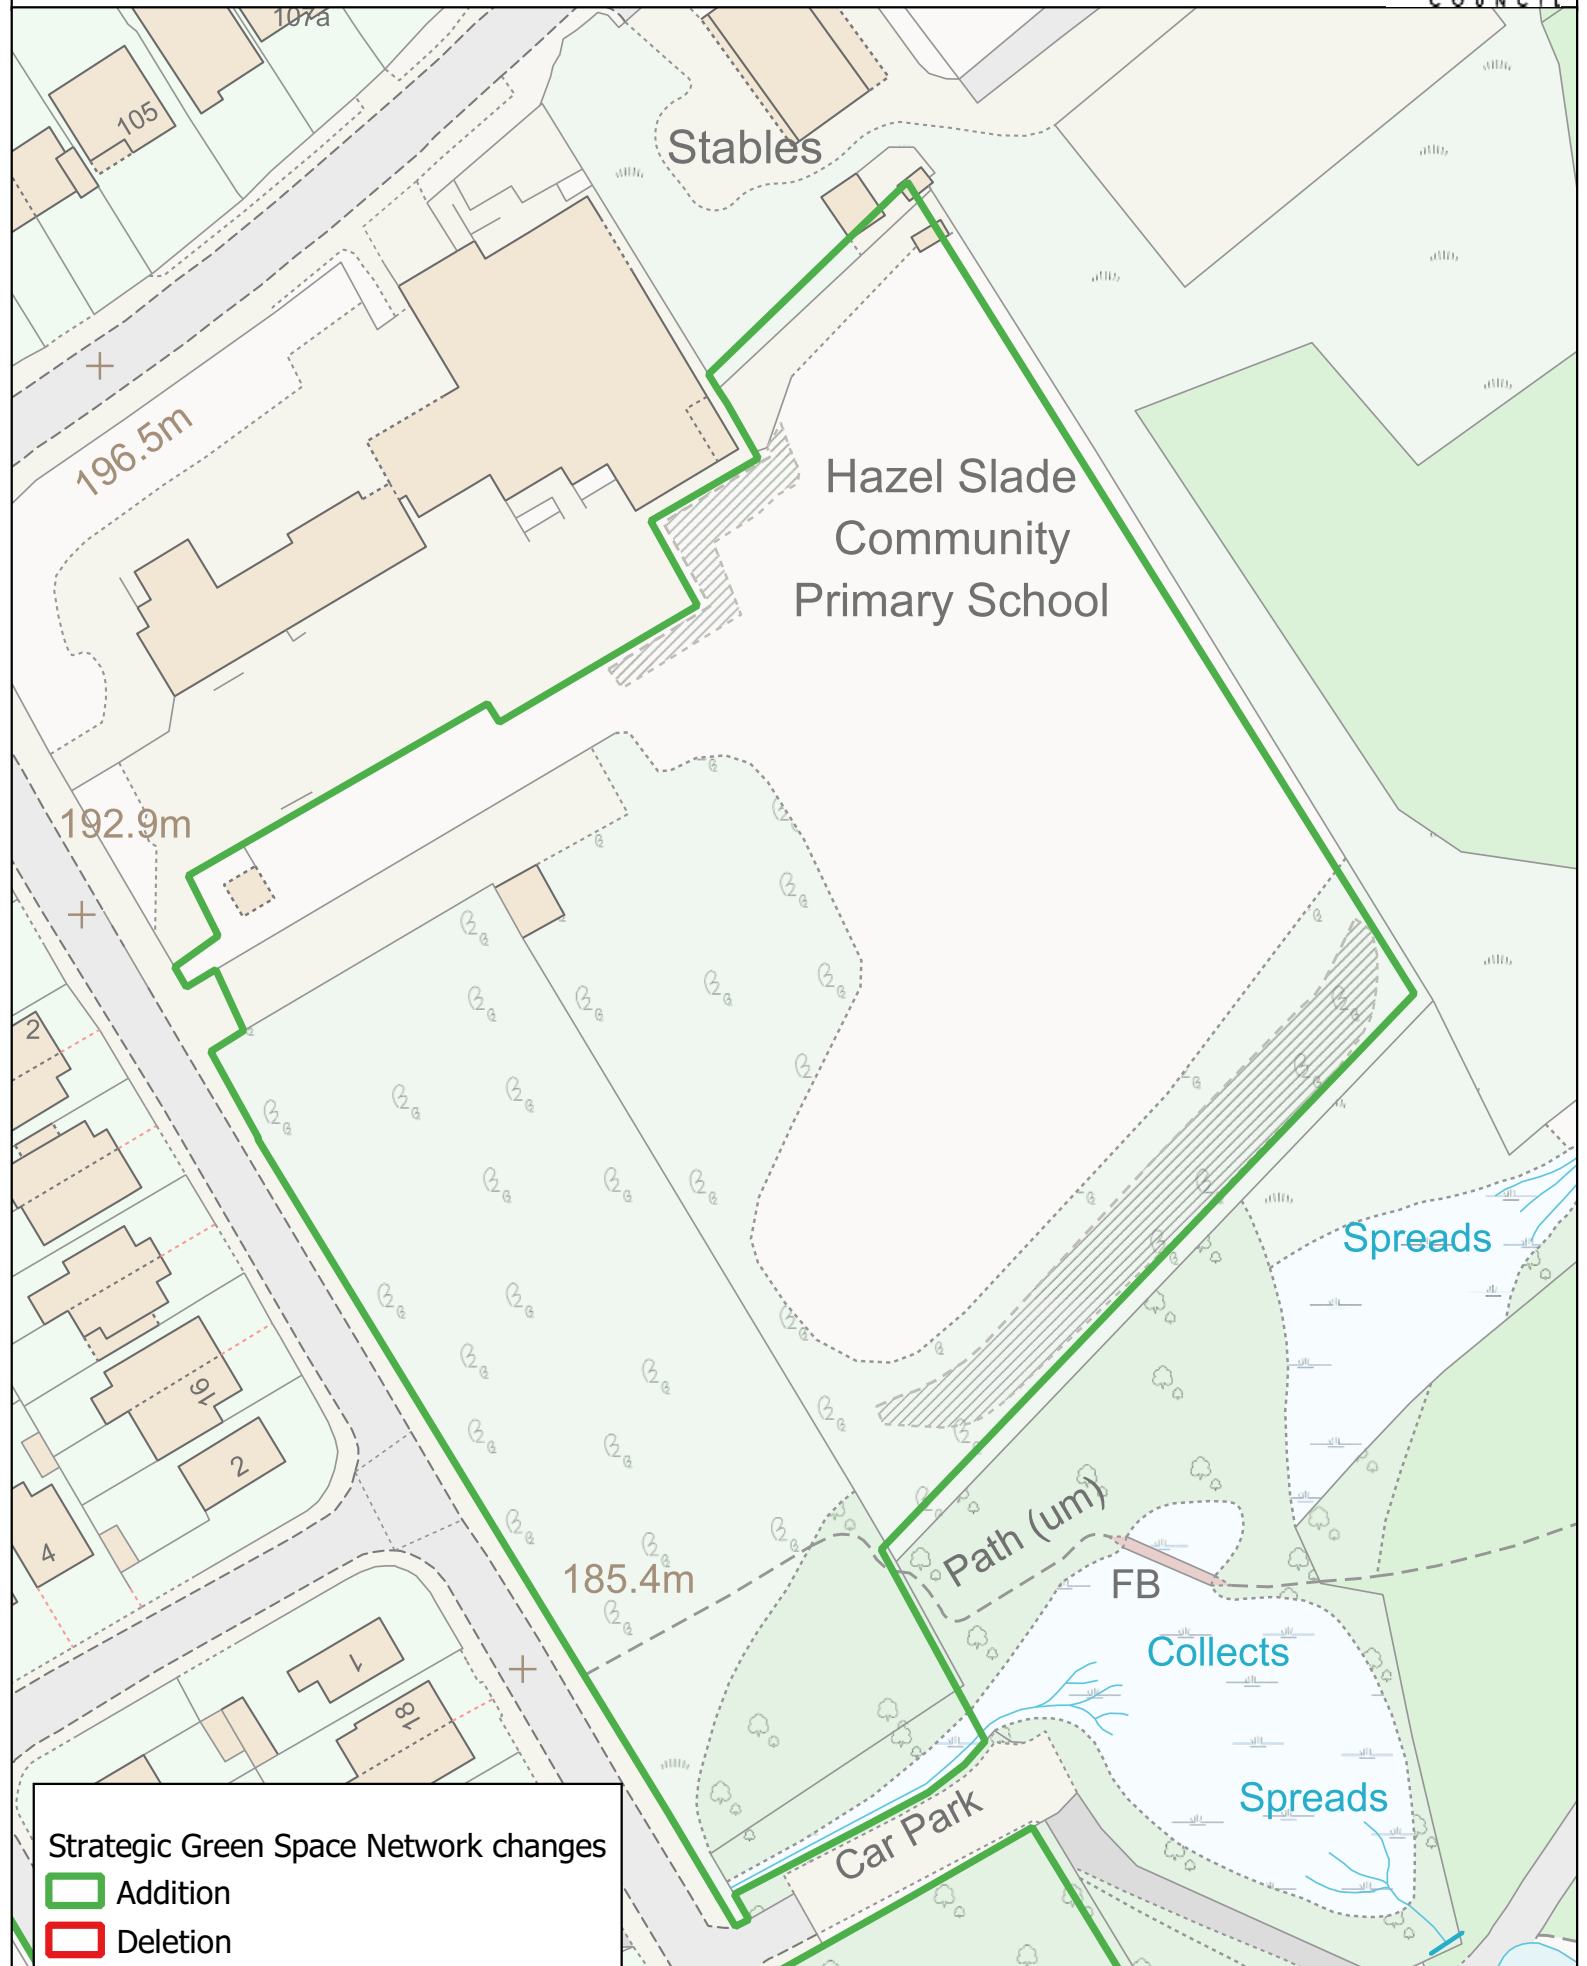 COUNCIL
107a
105
Stables
196.5m
Hazel Slade
Community
Primary School
192.9m
2
Spreads
16
2
4
Path (um)
185.4m
FB
Collects
1
18
Spreads
Car Park
Strategic Green Space Network changes
Addition
Deletion